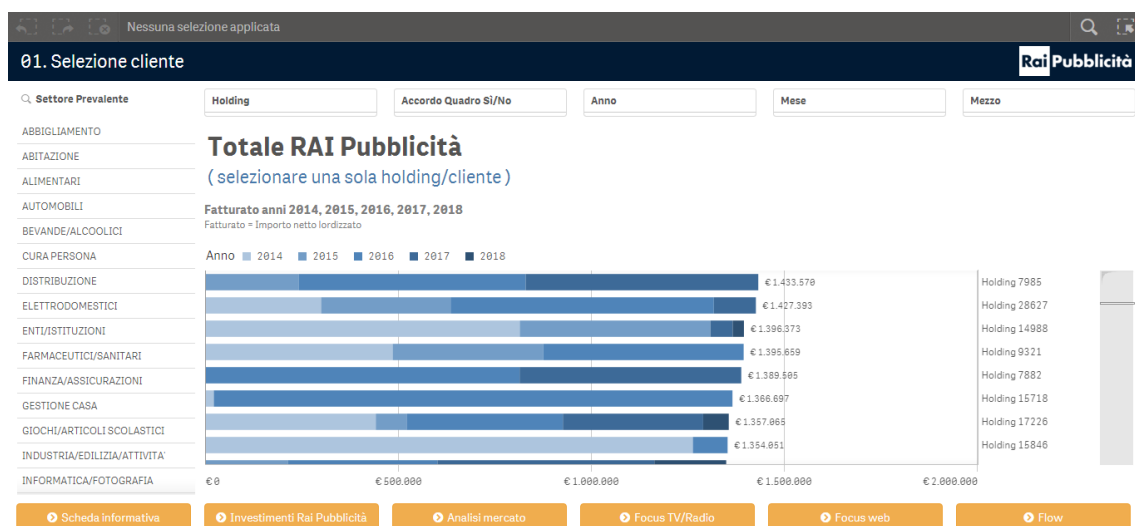 Nessuna selezione applicata
01. Selezione cliente
Rai Pubblicità
Settore Prevalente
Holding
Accordo Quadro Sì/No
Anno
Mese
Mezzo
ABBIGLIAMENTO
ABITAZIONE
ALIMENTARI
AUTOMOBILI
BEVANDE/ALCOOLICI
CURA PERSONA
DISTRIBUZIONE
ELETTRODOMESTICI
ENTI/ISTITUZIONI
FARMACEUTICI/SANITARI
FINANZA/ASSICURAZIONI
GESTIONE CASA
GIOCHI/ARTICOLI SCOLASTICI
INDUSTRIA/EDILIZIA/ATTIVITA'
INFORMATICA/FOTOGRAFIA
Totale RAI Pubblicità
( selezionare una sola holding/cliente )
Fatturato anni 2014, 2015, 2016, 2017, 2018
Fatturato = Importo netto lordizzato
Anno 2014 2015 2016 2017 2018
€ 1.433.570 Holding 7985
€ 1.427.393 Holding 28627
€ 1.396.373 Holding 14988
€ 1.395.659 Holding 9321
€ 1.389.505 Holding 7882
€ 1.366.697 Holding 15718
€ 1.357.065 Holding 17226
€ 1.354.051 Holding 15846
€ 0 € 500.000 € 1.000.000 € 1.500.000 € 2.000.000
Scheda informativa
Investimenti Rai Pubblicità
Analisi mercato
Focus TV/Radio
Focus web
Flow